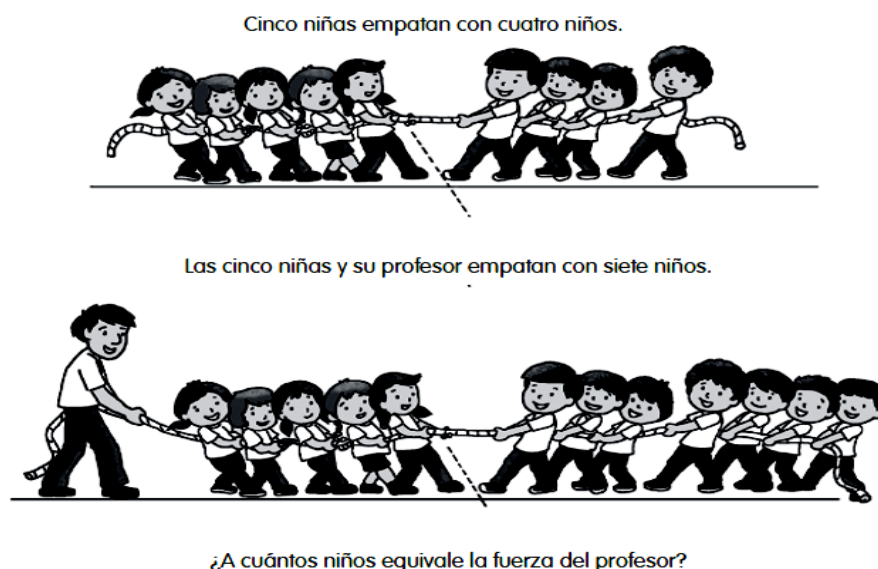 Cinco niñas empatan con cuatro niños.
Las cinco niñas y su profesor empatan con siete niños.
¿A cuántos niños equivale la fuerza del profesor?